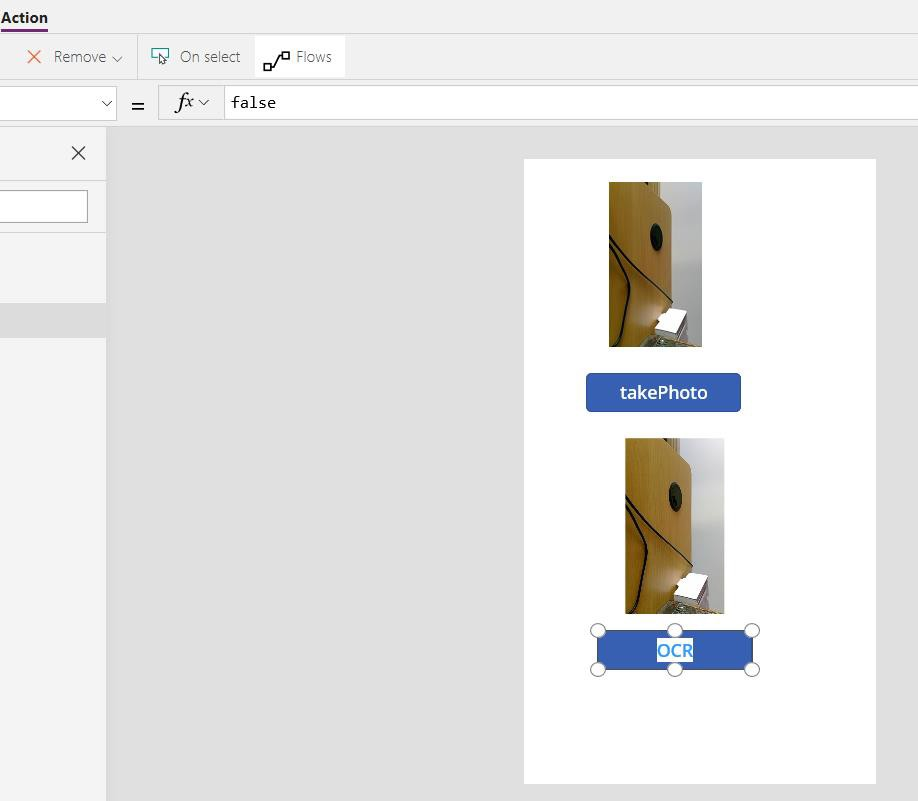 Action
Remove On select Flows
= fx false
takePhoto
OCR